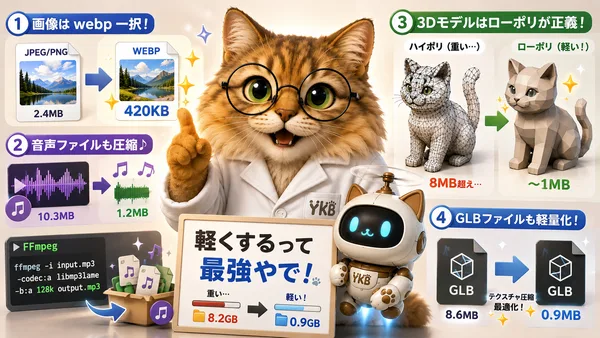 1 画像は webp 一択！
JPEG/PNG
2.4MB
WEBP
420KB
2 音声ファイルも圧縮♪
10.3MB
1.2MB
▶ FFmpeg
ffmpeg -i input.mp3
-codec:a libmp3lame
-b:a 128k output.mp3
YKB
軽くするって
最強やで！
重い…
8.2GB
軽い！
0.9GB
YKB
3 3Dモデルはローポリが正義！
ハイポリ（重い…）
8MB超え…
ローポリ（軽い！）
～1MB
4 GLBファイルも軽量化！
GLB
8.6MB
テクスチャ圧縮
最適化！
GLB
0.9MB